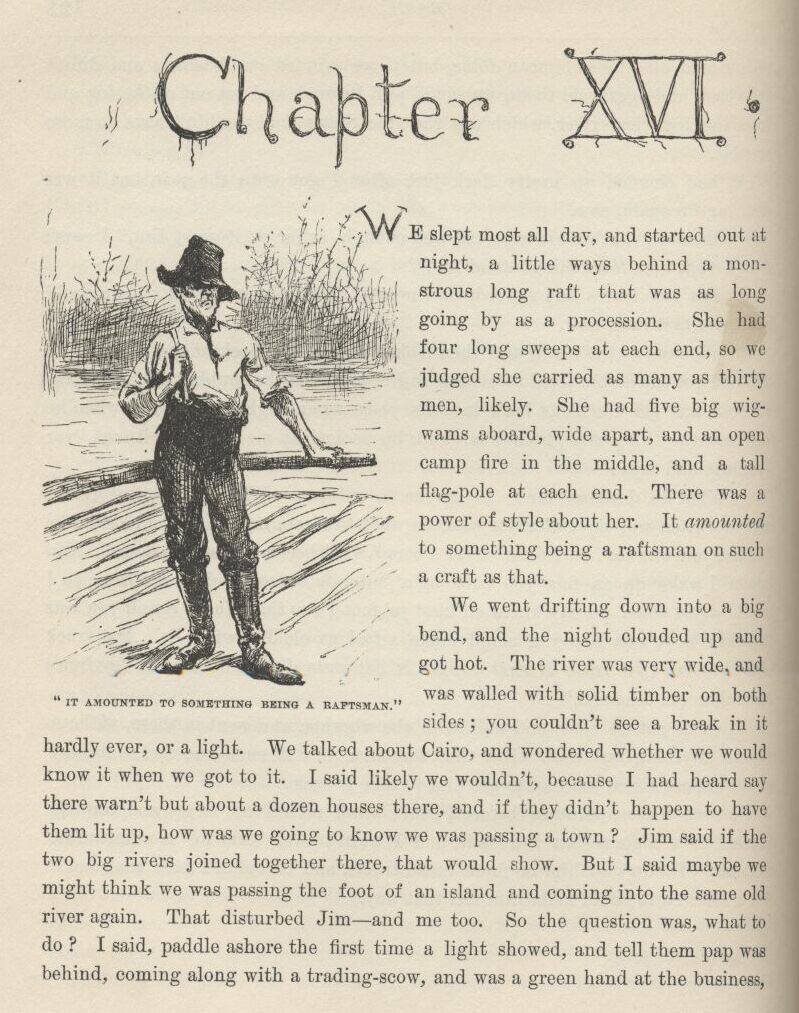 Chapter XVI.
WE slept most all day, and started out at
night, a little ways behind a mon-
strous long raft that was as long
going by as a procession. She had
four long sweeps at each end, so we
judged she carried as many as thirty
men, likely. She had five big wig-
wams aboard, wide apart, and an open
camp fire in the middle, and a tall
flag-pole at each end. There was a
power of style about her. It amounted
to something being a raftsman on such
a craft as that.
We went drifting down into a big
bend, and the night clouded up and
got hot. The river was very wide, and
was walled with solid timber on both
sides; you couldn't see a break in it
hardly ever, or a light. We talked about Cairo, and wondered whether we would
know it when we got to it. I said likely we wouldn't, because I had heard say
there warn't but about a dozen houses there, and if they didn't happen to have
them lit up, how was we going to know we was passing a town? Jim said if the
two big rivers joined together there, that would show. But I said maybe we
might think we was passing the foot of an island and coming into the same old
river again. That disturbed Jim—and me too. So the question was, what to
do? I said, paddle ashore the first time a light showed, and tell them pap was
behind, coming along with a trading-scow, and was a green hand at the business,
"IT AMOUNTED TO SOMETHING BEING A RAFTSMAN."